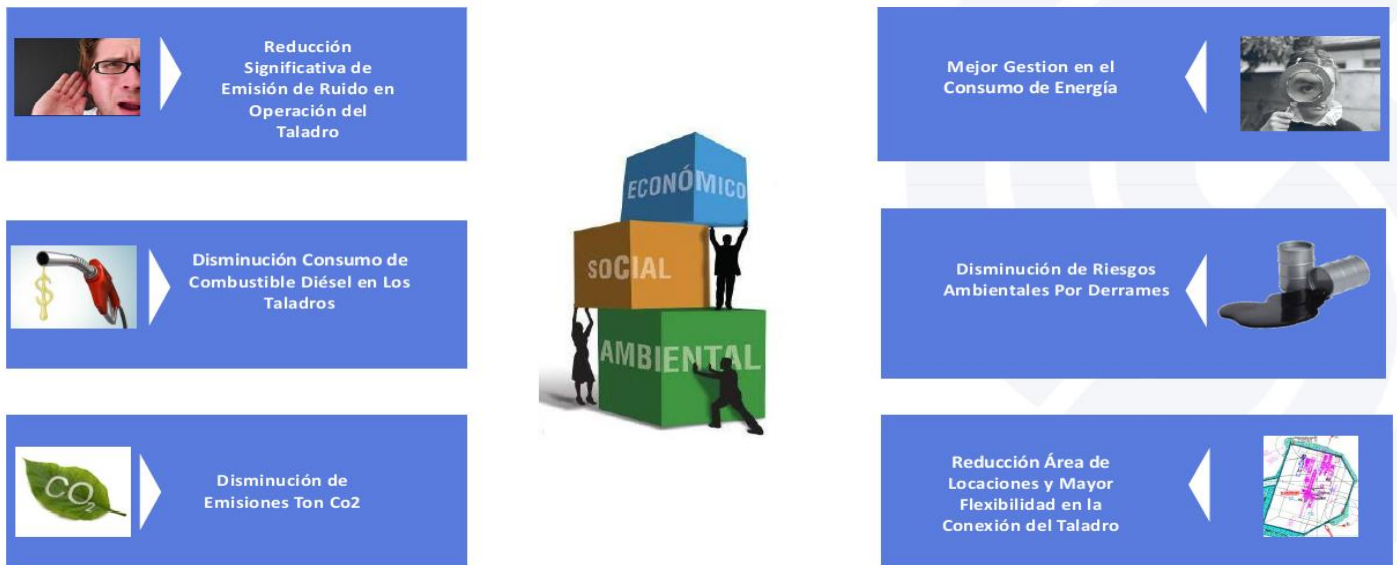 Reducción
Significativa de
Emisión de Ruido en
Operación del
Taladro
Disminución Consumo de
Combustible Diésel en Los
Taladros
$
Disminución de
Emisiones Ton Co2
CO2
ECONÓMICO
SOCIAL
AMBIENTAL
Mejor Gestion en el
Consumo de Energía
Disminución de Riesgos
Ambientales Por Derrames
Reducción Área de
Locaciones y Mayor
Flexibilidad en la
Conexión del Taladro